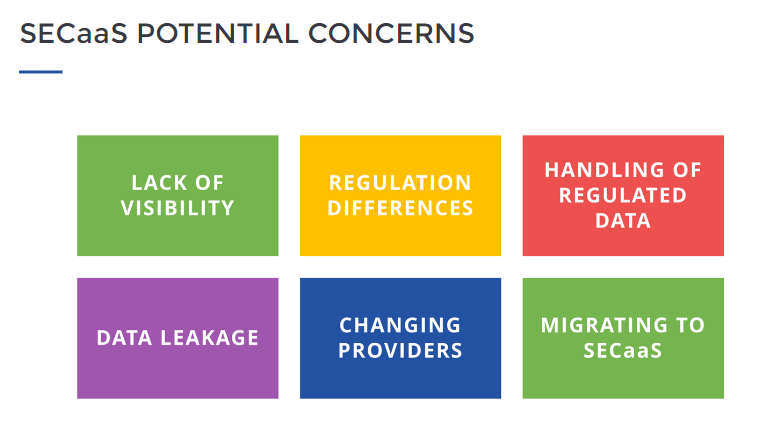 SECaaS POTENTIAL CONCERNS
LACK OF
VISIBILITY
REGULATION
DIFFERENCES
HANDLING OF
REGULATED
DATA
DATA LEAKAGE
CHANGING
PROVIDERS
MIGRATING TO
SECaaS